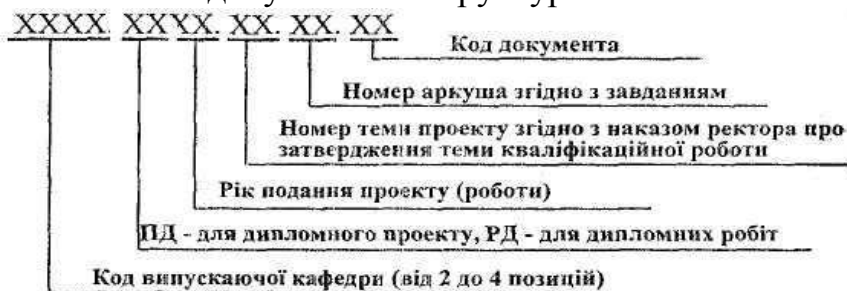 XXXX. XXXX. XX. XX. XX
Код документа
Номер аркуша згідно з завданням
Номер теми проекту згідно з наказом ректора про
затвердження теми кваліфікаційної роботи
Рік подання проекту (роботи)
ПД - для дипломного проекту, РД - для дипломних робіт
Код випускаючої кафедри (від 2 до 4 позицій)